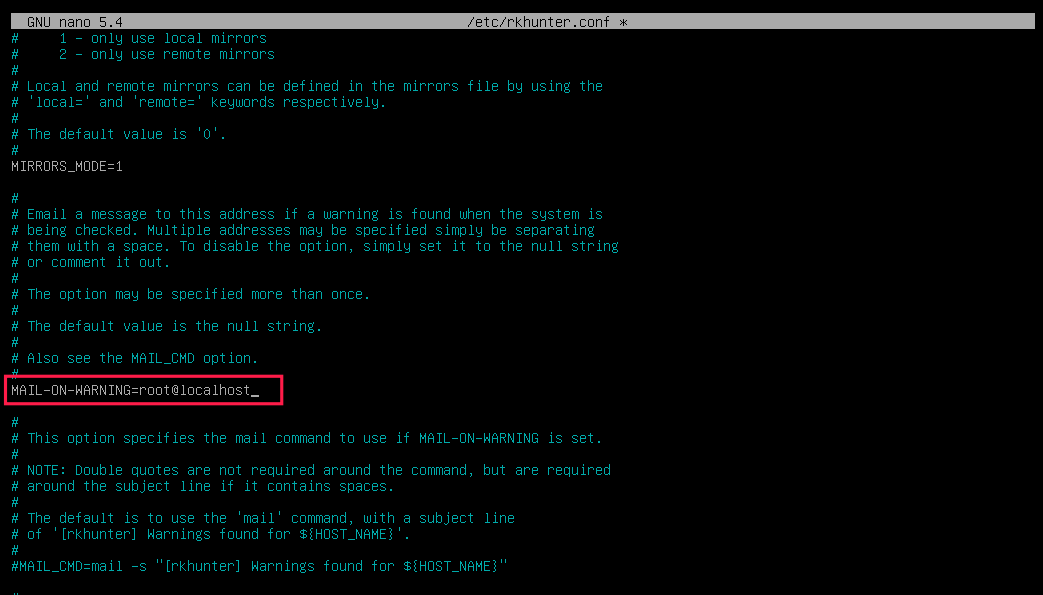 GNU nano 5.4 /etc/rkhunter.conf *
#     1 - only use local mirrors
#     2 - only use remote mirrors
#
# Local and remote mirrors can be defined in the mirrors file by using the
# 'local=' and 'remote=' keywords respectively.
#
# The default value is '0'.
#
MIRRORS_MODE=1
#
# Email a message to this address if a warning is found when the system is
# being checked. Multiple addresses may be specified simply be separating
# them with a space. To disable the option, simply set it to the null string
# or comment it out.
#
# The option may be specified more than once.
#
# The default value is the null string.
#
# Also see the MAIL_CMD option.
#
MAIL-ON-WARNING=root@localhost_
#
# This option specifies the mail command to use if MAIL-ON-WARNING is set.
#
# NOTE: Double quotes are not required around the command, but are required
# around the subject line if it contains spaces.
#
# The default is to use the 'mail' command, with a subject line
# of '[rkhunter] Warnings found for ${HOST_NAME}'.
#
#MAIL_CMD=mail -s "[rkhunter] Warnings found for ${HOST_NAME}"
#